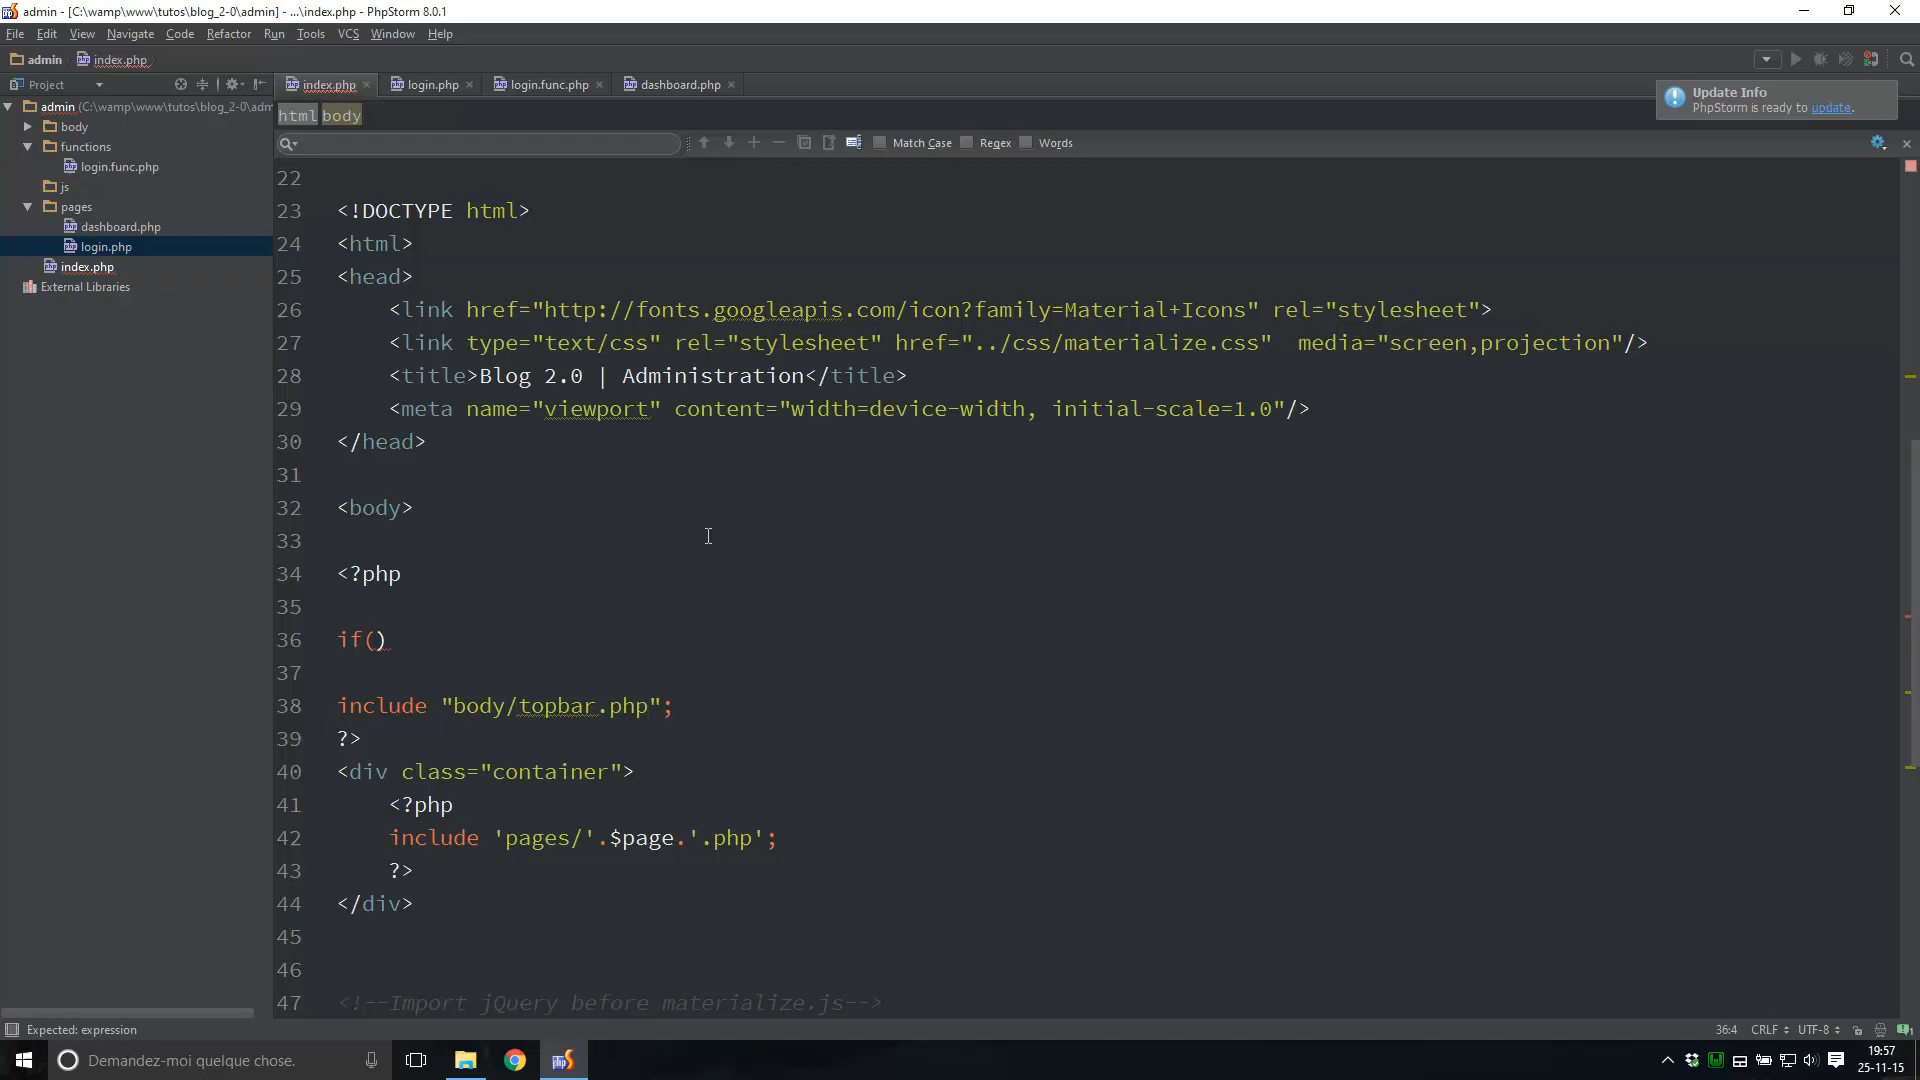 admin - [C:\wamp\www\tutos\blog_2-0\admin] - ...\index.php - PhpStorm 8.0.1
File Edit View Navigate Code Refactor Run Tools VCS Window Help
admin index.php
Project
index.php login.php login.func.php dashboard.php
Update Info
PhpStorm is ready to update.
admin (C:\wamp\www\tutos\blog_2-0\adm
body
functions
login.func.php
js
pages
dashboard.php
login.php
index.php
External Libraries
html body
Match Case Regex Words
22
23 <!DOCTYPE html>
24 <html>
25 <head>
26 <link href="http://fonts.googleapis.com/icon?family=Material+Icons" rel="stylesheet">
27 <link type="text/css" rel="stylesheet" href="../css/materialize.css"  media="screen,projection"/>
28 <title>Blog 2.0 | Administration</title>
29 <meta name="viewport" content="width=device-width, initial-scale=1.0"/>
30 </head>
31
32 <body>
33
34 <?php
35
36 if()
37
38 include "body/topbar.php";
39 ?>
40 <div class="container">
41 <?php
42 include 'pages/'.$page.'.php';
43 ?>
44 </div>
45
46
47 <!--Import jQuery before materialize.js-->
Expected: expression
36:4 CRLF UTF-8
Demandez-moi quelque chose.
19:57
25-11-15